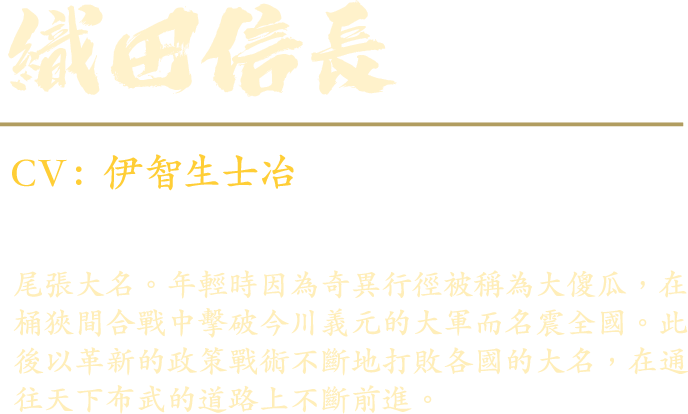 織田信長
CV：伊智生士冶
尾張大名。年輕時因為奇異行徑被稱為大傻瓜，在
桶狹間合戰中擊破今川義元的大軍而名震全國。此
後以革新的政策戰術不斷地打敗各國的大名，在通
往天下布武的道路上不斷前進。